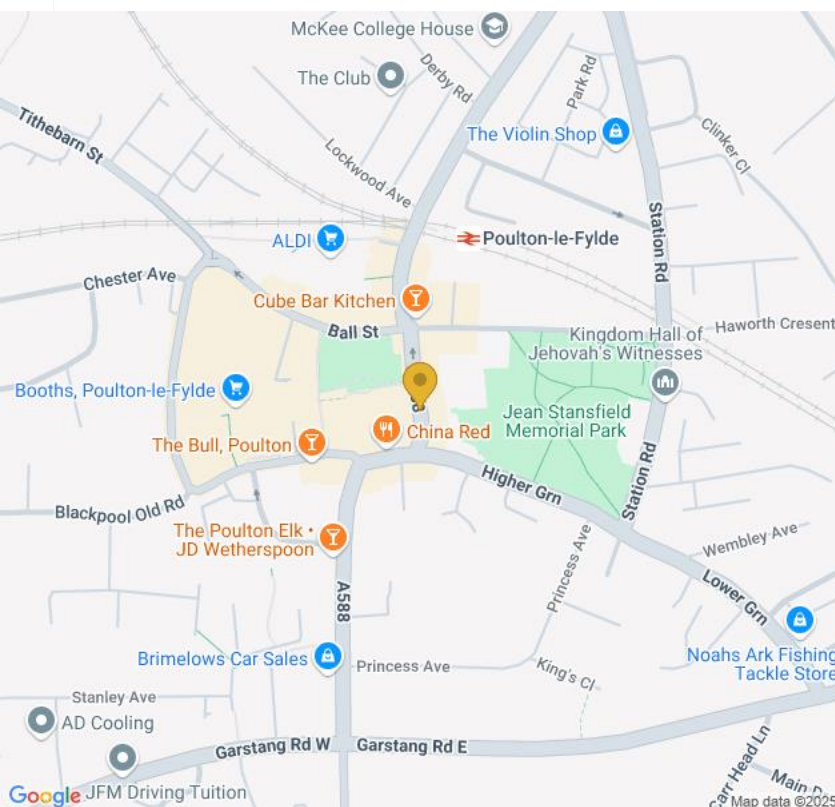 McKee College House
The Club
Derby Rd
Park Rd
Tithebarn St
The Violin Shop
Clinker Cl
Lockwood Ave
Station Rd
ALDI
Poulton-le-Fylde
Chester Ave
Cube Bar Kitchen
Ball St
Kingdom Hall of
Jehovah's Witnesses
Haworth Cresent
Booths, Poulton-le-Fylde
Jean Stansfield
Memorial Park
China Red
The Bull, Poulton
Higher Grn
Station Rd
Blackpool Old Rd
The Poulton Elk •
JD Wetherspoon
Wembley Ave
Princess Ave
A588
Lower Grn
Brimelows Car Sales
Princess Ave
King's Cl
Noahs Ark Fishing
Tackle Store
Stanley Ave
AD Cooling
Garstang Rd W
Garstang Rd E
Carr Head Ln
Google
JFM Driving Tuition
Map data ©2025